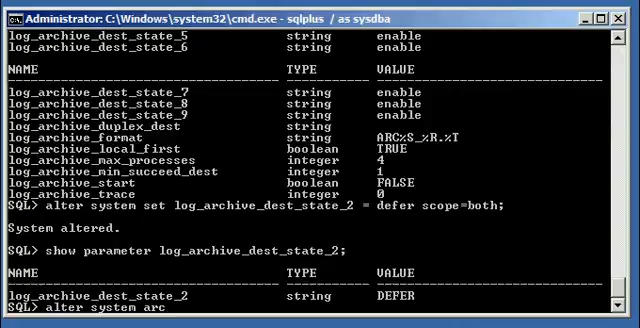 Administrator: C:\Windows\system32\cmd.exe - sqlplus / as sysdba
log_archive_dest_state_5 string enable
log_archive_dest_state_6 string enable
NAME TYPE VALUE
------------------------------------ ----------- ------------------------------
log_archive_dest_state_7 string enable
log_archive_dest_state_8 string enable
log_archive_dest_state_9 string enable
log_archive_duplex_dest string
log_archive_format string ARC%S_%R.%T
log_archive_local_first boolean TRUE
log_archive_max_processes integer 4
log_archive_min_succeed_dest integer 1
log_archive_start boolean FALSE
log_archive_trace integer 0
SQL> alter system set log_archive_dest_state_2 = defer scope=both;
System altered.
SQL> show parameter log_archive_dest_state_2;
NAME TYPE VALUE
------------------------------------ ----------- ------------------------------
log_archive_dest_state_2 string DEFER
SQL> alter system arc